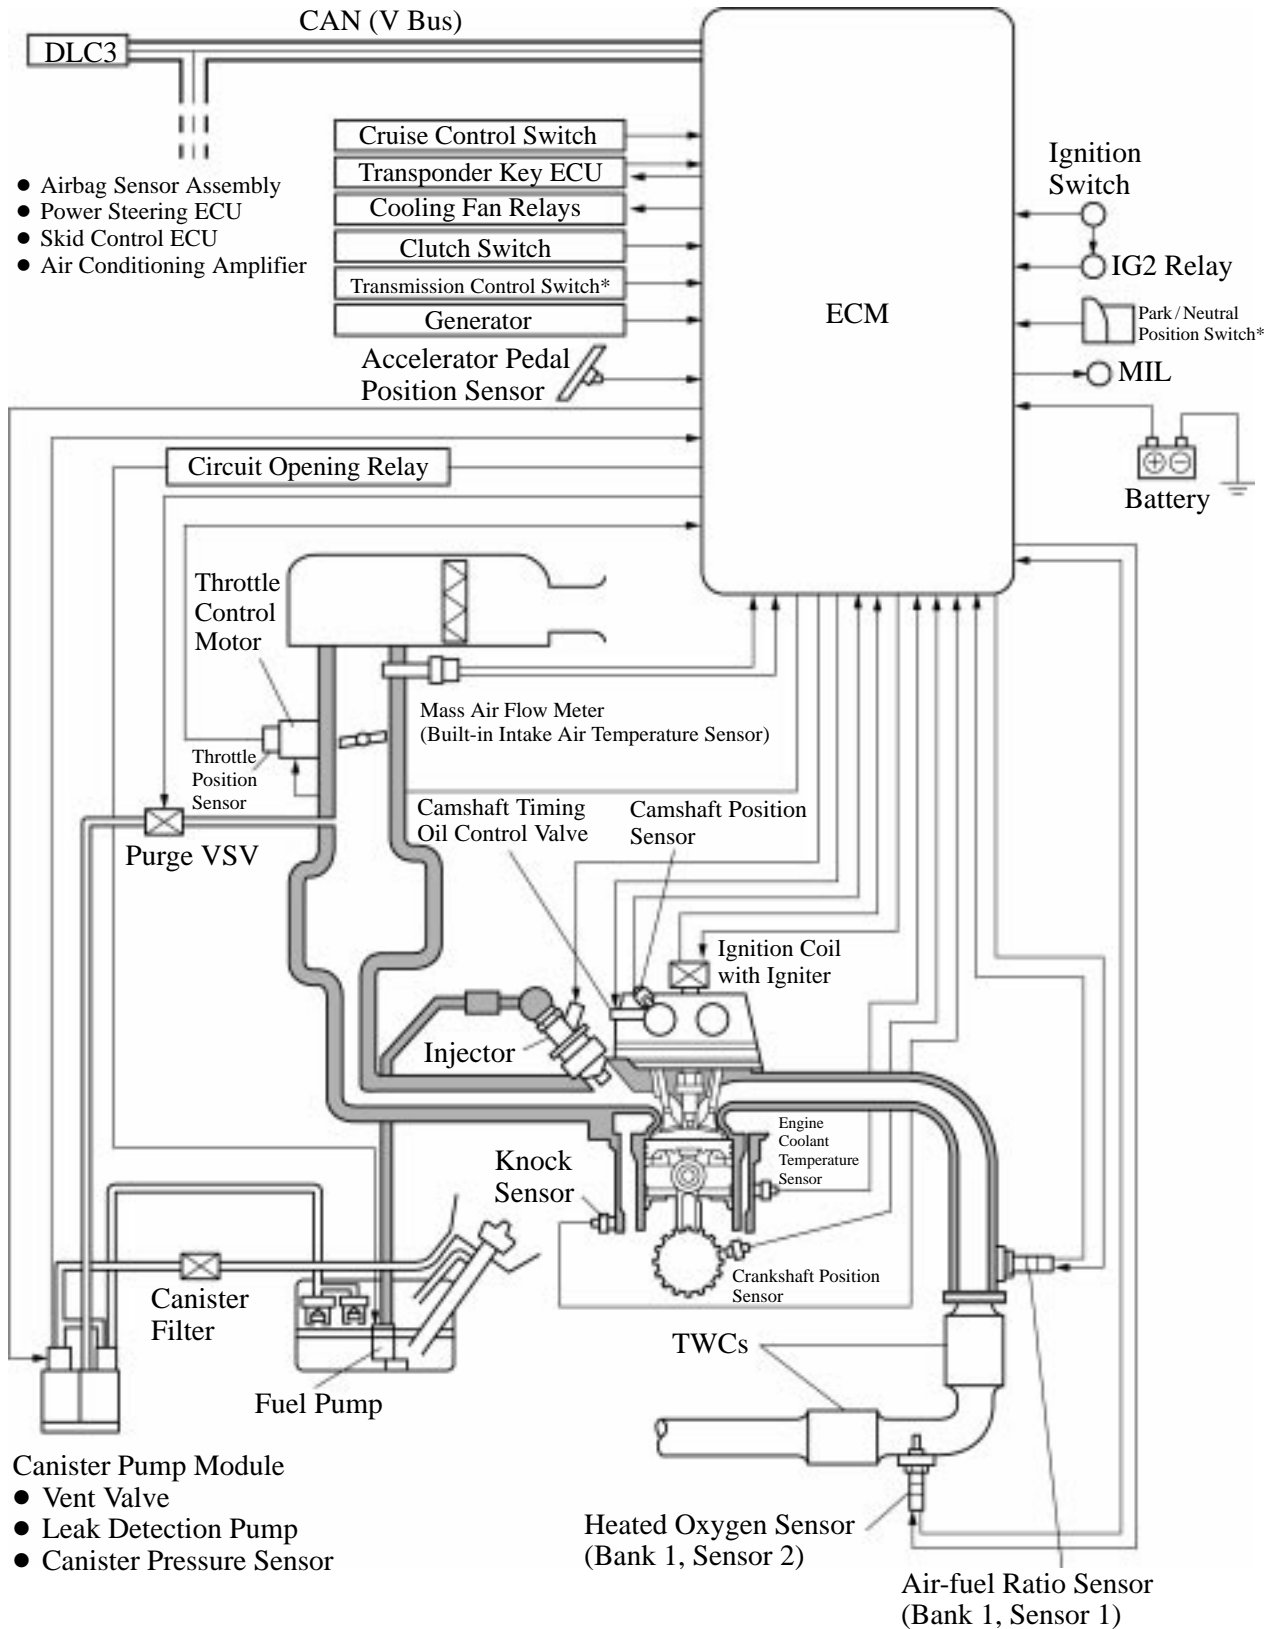 CAN (V Bus)
DLC3
● Airbag Sensor Assembly
● Power Steering ECU
● Skid Control ECU
● Air Conditioning Amplifier
Cruise Control Switch
Transponder Key ECU
Cooling Fan Relays
Clutch Switch
Transmission Control Switch*
Generator
Accelerator Pedal
Position Sensor
Circuit Opening Relay
ECM
Ignition
Switch
IG2 Relay
Park / Neutral
Position Switch*
MIL
Battery
Throttle
Control
Motor
Mass Air Flow Meter
(Built-in Intake Air Temperature Sensor)
Throttle
Position
Sensor
Purge VSV
Camshaft Timing
Oil Control Valve
Camshaft Position
Sensor
Ignition Coil
with Igniter
Injector
Engine
Coolant
Temperature
Sensor
Knock
Sensor
Crankshaft Position
Sensor
Canister
Filter
Fuel Pump
TWCs
Canister Pump Module
● Vent Valve
● Leak Detection Pump
● Canister Pressure Sensor
Heated Oxygen Sensor
(Bank 1, Sensor 2)
Air-fuel Ratio Sensor
(Bank 1, Sensor 1)